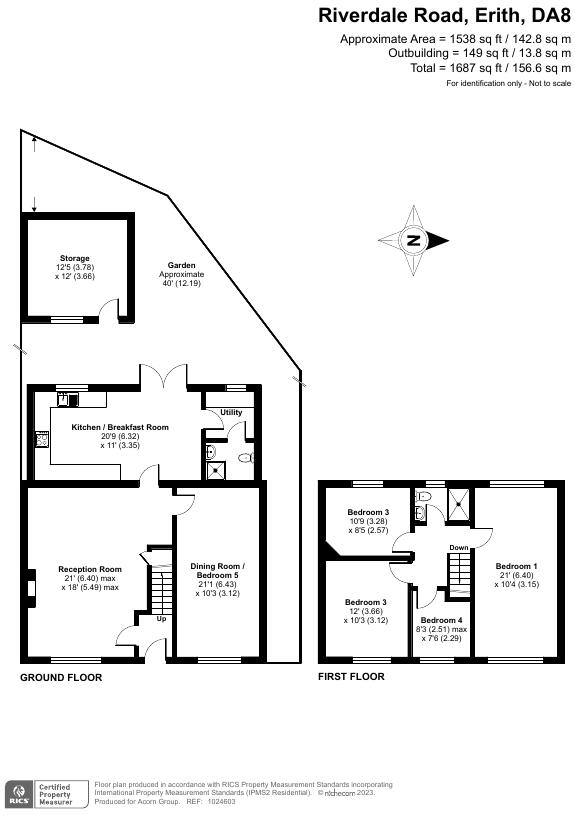 Riverdale Road, Erith, DA8
Approximate Area = 1538 sq ft / 142.8 sq m
Outbuilding = 149 sq ft / 13.8 sq m
Total = 1687 sq ft / 156.6 sq m
For identification only - Not to scale
Storage
12'5 (3.78)
x 12' (3.66)
Garden
Approximate
40' (12.19)
N
Kitchen / Breakfast Room
20'9 (6.32)
x 11' (3.35)
Utility
Reception Room
21' (6.40) max
x 18' (5.49) max
Dining Room /
Bedroom 5
21'1 (6.43)
x 10'3 (3.12)
Up
GROUND FLOOR
Bedroom 3
10'9 (3.28)
x 8'5 (2.57)
Down
Bedroom 1
21' (6.40)
x 10'4 (3.15)
Bedroom 3
12' (3.66)
x 10'3 (3.12)
Bedroom 4
8'3 (2.51) max
x 7'6 (2.29)
FIRST FLOOR
RICS
Certified
Property
Measurer
Floor plan produced in accordance with RICS Property Measurement Standards incorporating
International Property Measurement Standards (IPMS2 Residential). © nichecom 2023.
Produced for Acorn Group. REF: 1024603